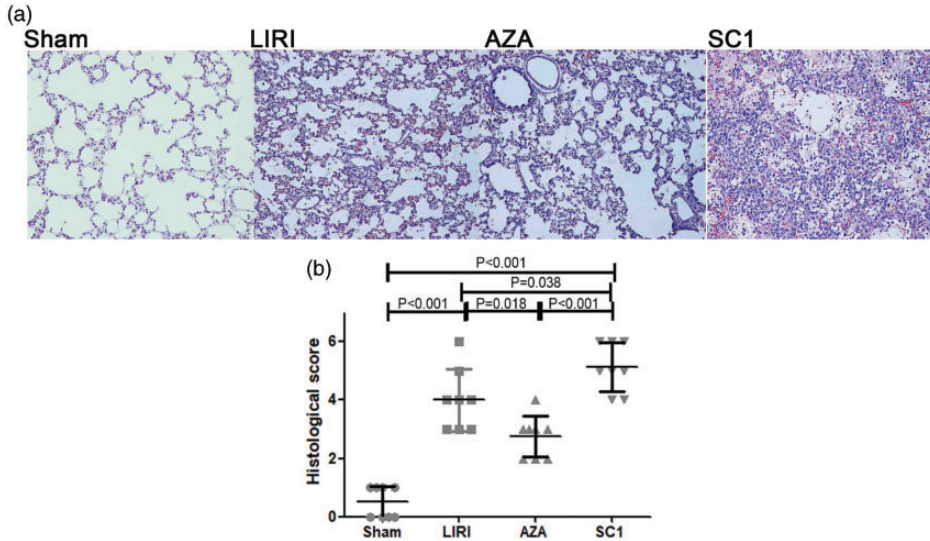 (a)
Sham LIRI AZA SC1
(b)
P<0.001
P=0.038
P<0.001 P=0.018 P<0.001
Histological score
6
4
2
0
Sham LIRI AZA SC1